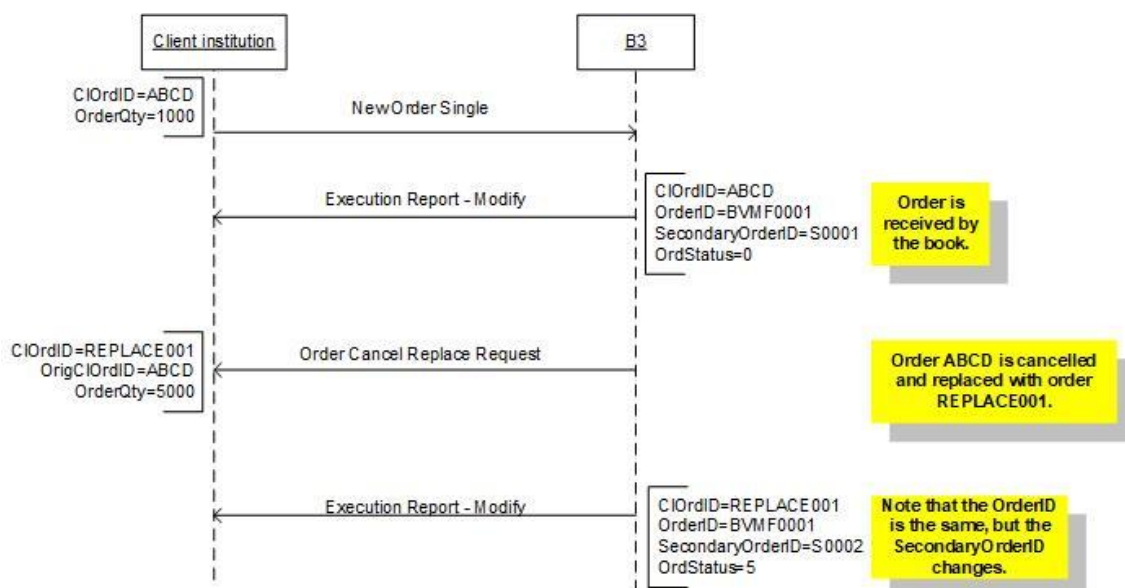 Client institution
B3
ClOrdID=ABCD
OrderQty=1000
New Order Single
Execution Report - Modify
ClOrdID=ABCD
OrderID=BVMF0001
SecondaryOrderID=S0001
OrdStatus=0
Order is
received by
the book.
ClOrdID=REPLACE001
OrigClOrdID=ABCD
OrderQty=5000
Order Cancel Replace Request
Order ABCD is cancelled
and replaced with order
REPLACE001.
Execution Report - Modify
ClOrdID=REPLACE001
OrderID=BVMF0001
SecondaryOrderID=S0002
OrdStatus=5
Note that the OrderID
is the same, but the
SecondaryOrderID
changes.